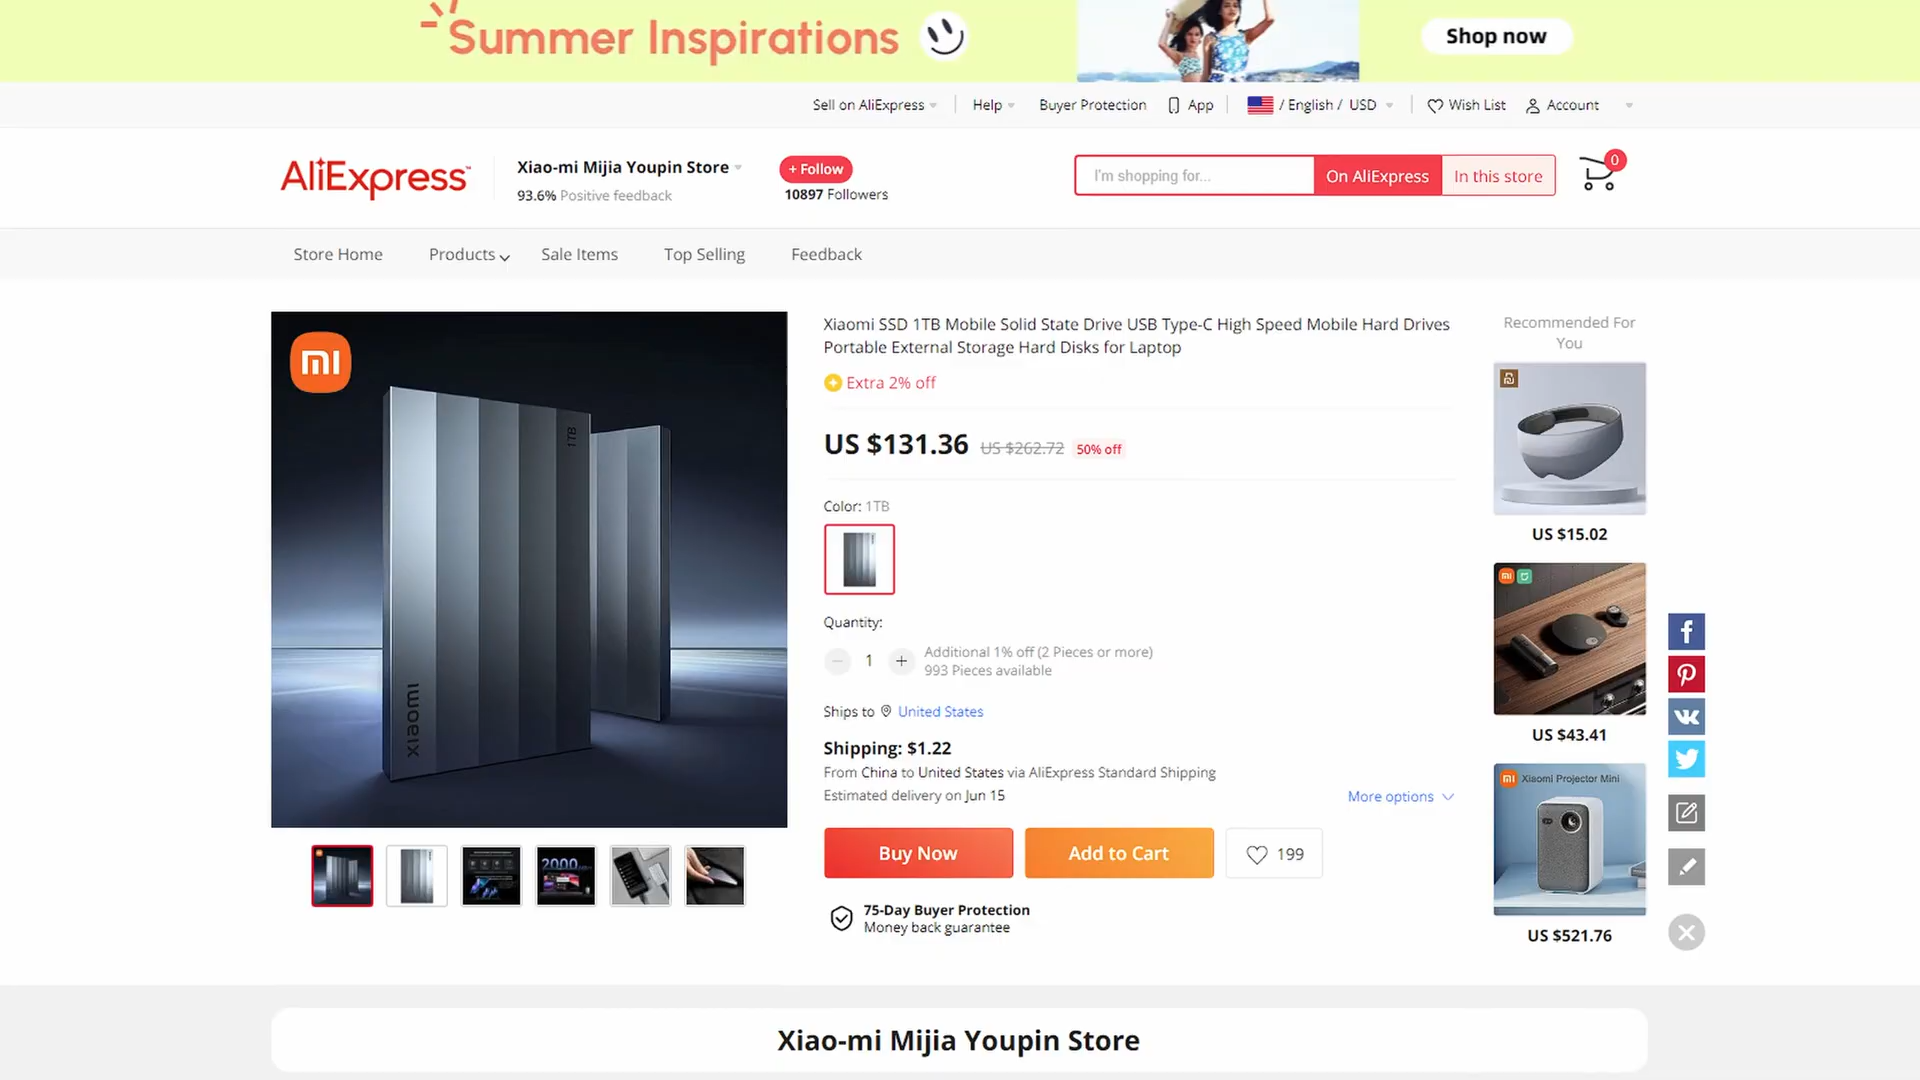 Summer Inspirations
Shop now
Sell on AliExpress
Help
Buyer Protection
App
/ English / USD
Wish List
Account
AliExpress™
Xiao-mi Mijia Youpin Store
93.6% Positive feedback
+ Follow
10897 Followers
I'm shopping for...
On AliExpress
In this store
0
Store Home
Products
Sale Items
Top Selling
Feedback
mi
1TB
xiaomi
2000
Xiaomi SSD 1TB Mobile Solid State Drive USB Type-C High Speed Mobile Hard Drives
Portable External Storage Hard Disks for Laptop
Extra 2% off
US $131.36 US $262.72 50% off
Color: 1TB
Quantity:
1
Additional 1% off (2 Pieces or more)
993 Pieces available
Ships to United States
Shipping: $1.22
From China to United States via AliExpress Standard Shipping
Estimated delivery on Jun 15
More options
Buy Now
Add to Cart
199
75-Day Buyer Protection
Money back guarantee
Recommended For
You
US $15.02
mi
US $43.41
mi Xiaomi Projector Mini
US $521.76
Xiao-mi Mijia Youpin Store